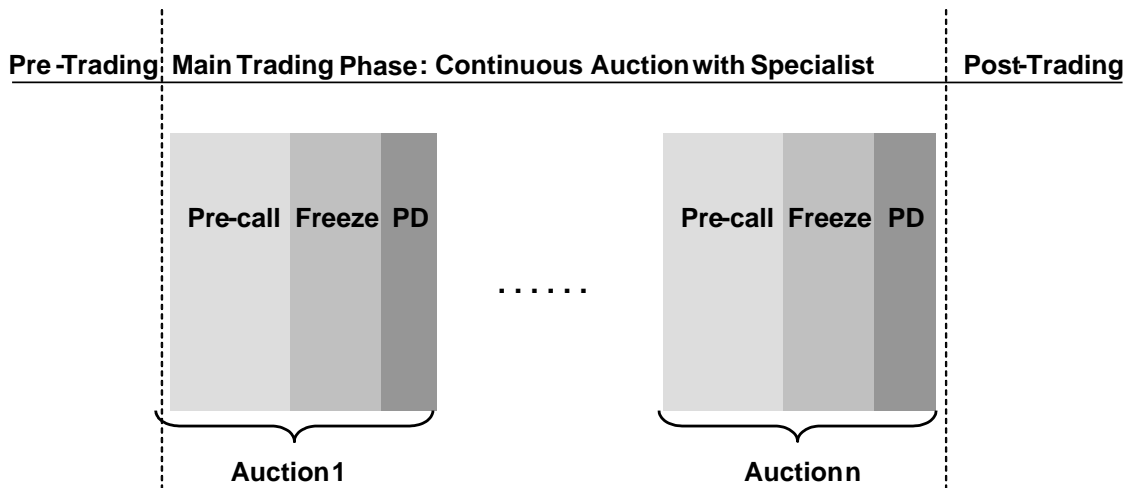 Pre-Trading Main Trading Phase: Continuous Auction with Specialist Post-Trading
Pre-call Freeze PD Pre-call Freeze PD
. . . . . .
Auction 1 Auction n